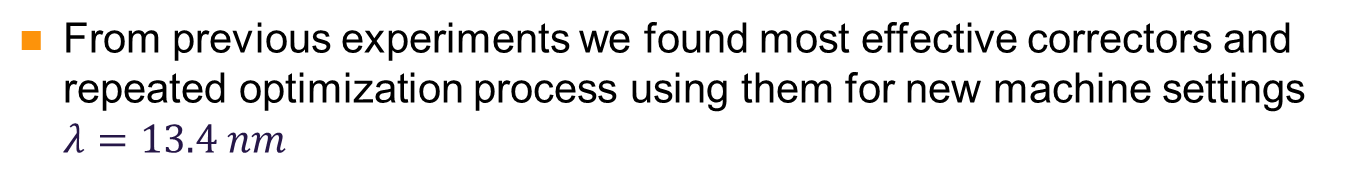 From previous experiments we found most effective correctors and
repeated optimization process using them for new machine settings
λ = 13.4 nm